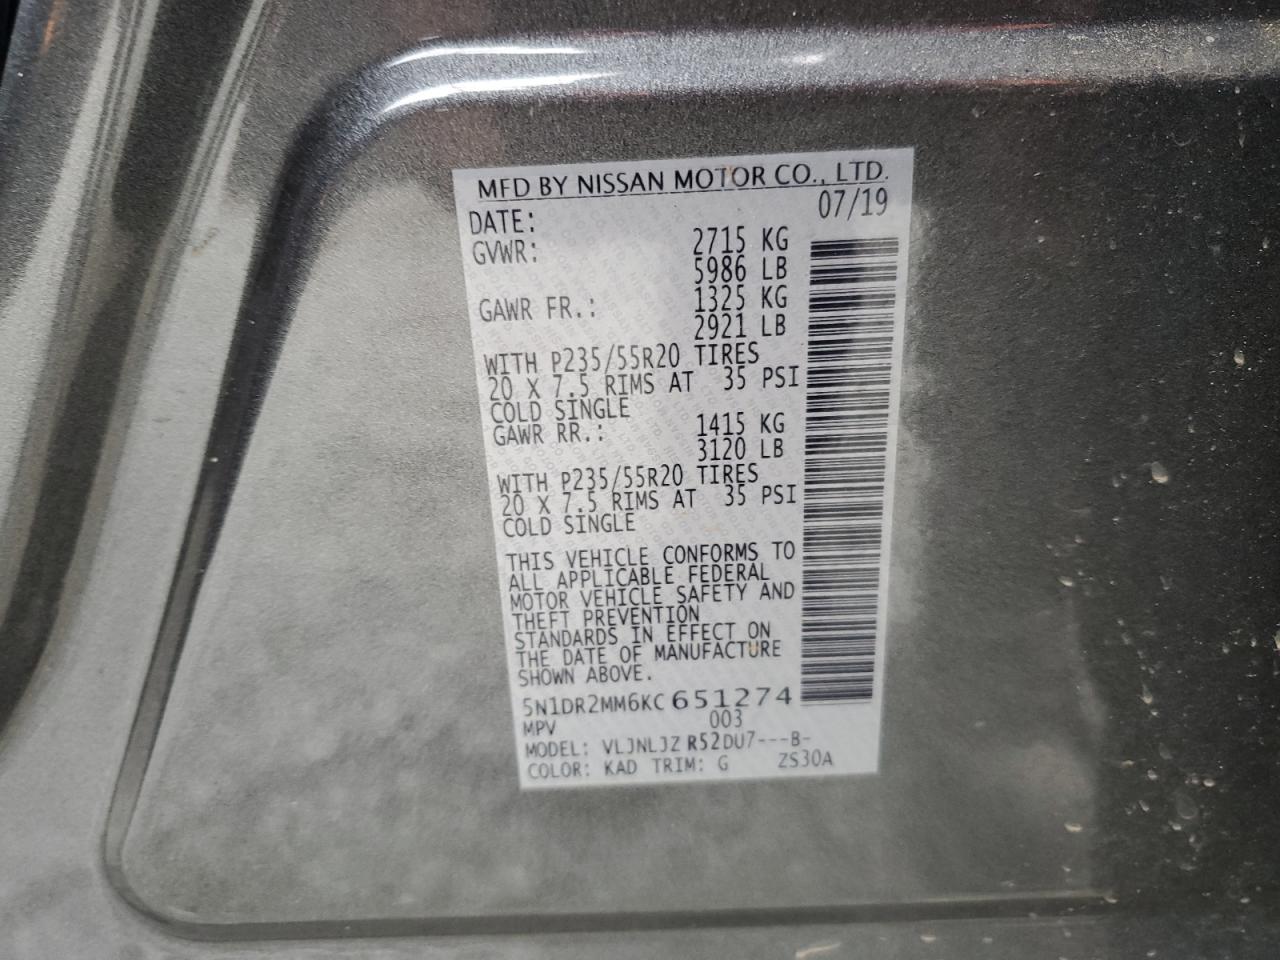 MFD BY NISSAN MOTOR CO., LTD.
DATE: 07/19
GVWR: 2715 KG
5986 LB
GAWR FR.: 1325 KG
2921 LB
WITH P235/55R20 TIRES
20 X 7.5 RIMS AT 35 PSI
COLD SINGLE
GAWR RR.: 1415 KG
3120 LB
WITH P235/55R20 TIRES
20 X 7.5 RIMS AT 35 PSI
COLD SINGLE
THIS VEHICLE CONFORMS TO
ALL APPLICABLE FEDERAL
MOTOR VEHICLE SAFETY AND
THEFT PREVENTION
STANDARDS IN EFFECT ON
THE DATE OF MANUFACTURE
SHOWN ABOVE.
5N1DR2MM6KC651274
MPV 003
MODEL: VLJNLJZ R52DU7---B-
COLOR: KAD TRIM: G ZS30A